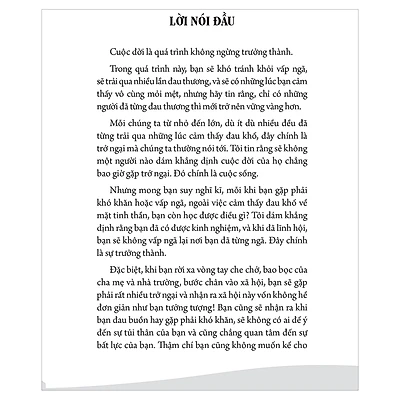 LỜI NÓI ĐẦU
Cuộc đời là quá trình không ngừng trưởng thành.
Trong quá trình này, bạn sẽ khó tránh khỏi vấp ngã,
sẽ trải qua nhiều lần đau thương, và sẽ có những lúc bạn cảm
thấy vô cùng mỏi mệt, nhưng hãy tin rằng, chỉ có những
người đã từng đau thương thì mới trở nên vững vàng hơn.
Mỗi chúng ta từ nhỏ đến lớn, dù ít dù nhiều đều đã
từng trải qua những lúc cảm thấy đau khổ, đây chính là
trở ngại mà chúng ta thường nói tới. Tôi tin rằng sẽ không
một người nào dám khẳng định cuộc đời của họ chẳng
bao giờ gặp trở ngại. Đó chính là cuộc sống.
Nhưng mong bạn suy nghĩ kĩ, mỗi khi bạn gặp phải
khó khăn hoặc vấp ngã, ngoài việc cảm thấy đau khổ về
mặt tinh thần, bạn còn học được điều gì? Tôi dám khẳng
định rằng bạn đã có được kinh nghiệm, và khi đã lĩnh hội,
bạn sẽ không vấp ngã lại nơi bạn đã từng ngã. Đây chính
là sự trưởng thành.
Đặc biệt, khi bạn rời xa vòng tay che chở, bao bọc của
cha mẹ và nhà trường, bước chân vào xã hội, bạn sẽ gặp
phải rất nhiều trở ngại và nhận ra xã hội này vốn không hề
đơn giản như bạn tưởng tượng! Bạn cũng sẽ nhận ra khi
bạn đau buồn hay gặp phải khó khăn, sẽ không có ai để ý
đến sự tủi thân của bạn và cũng chẳng quan tâm đến sự
bất lực của bạn. Thậm chí bạn cũng không muốn kể cho